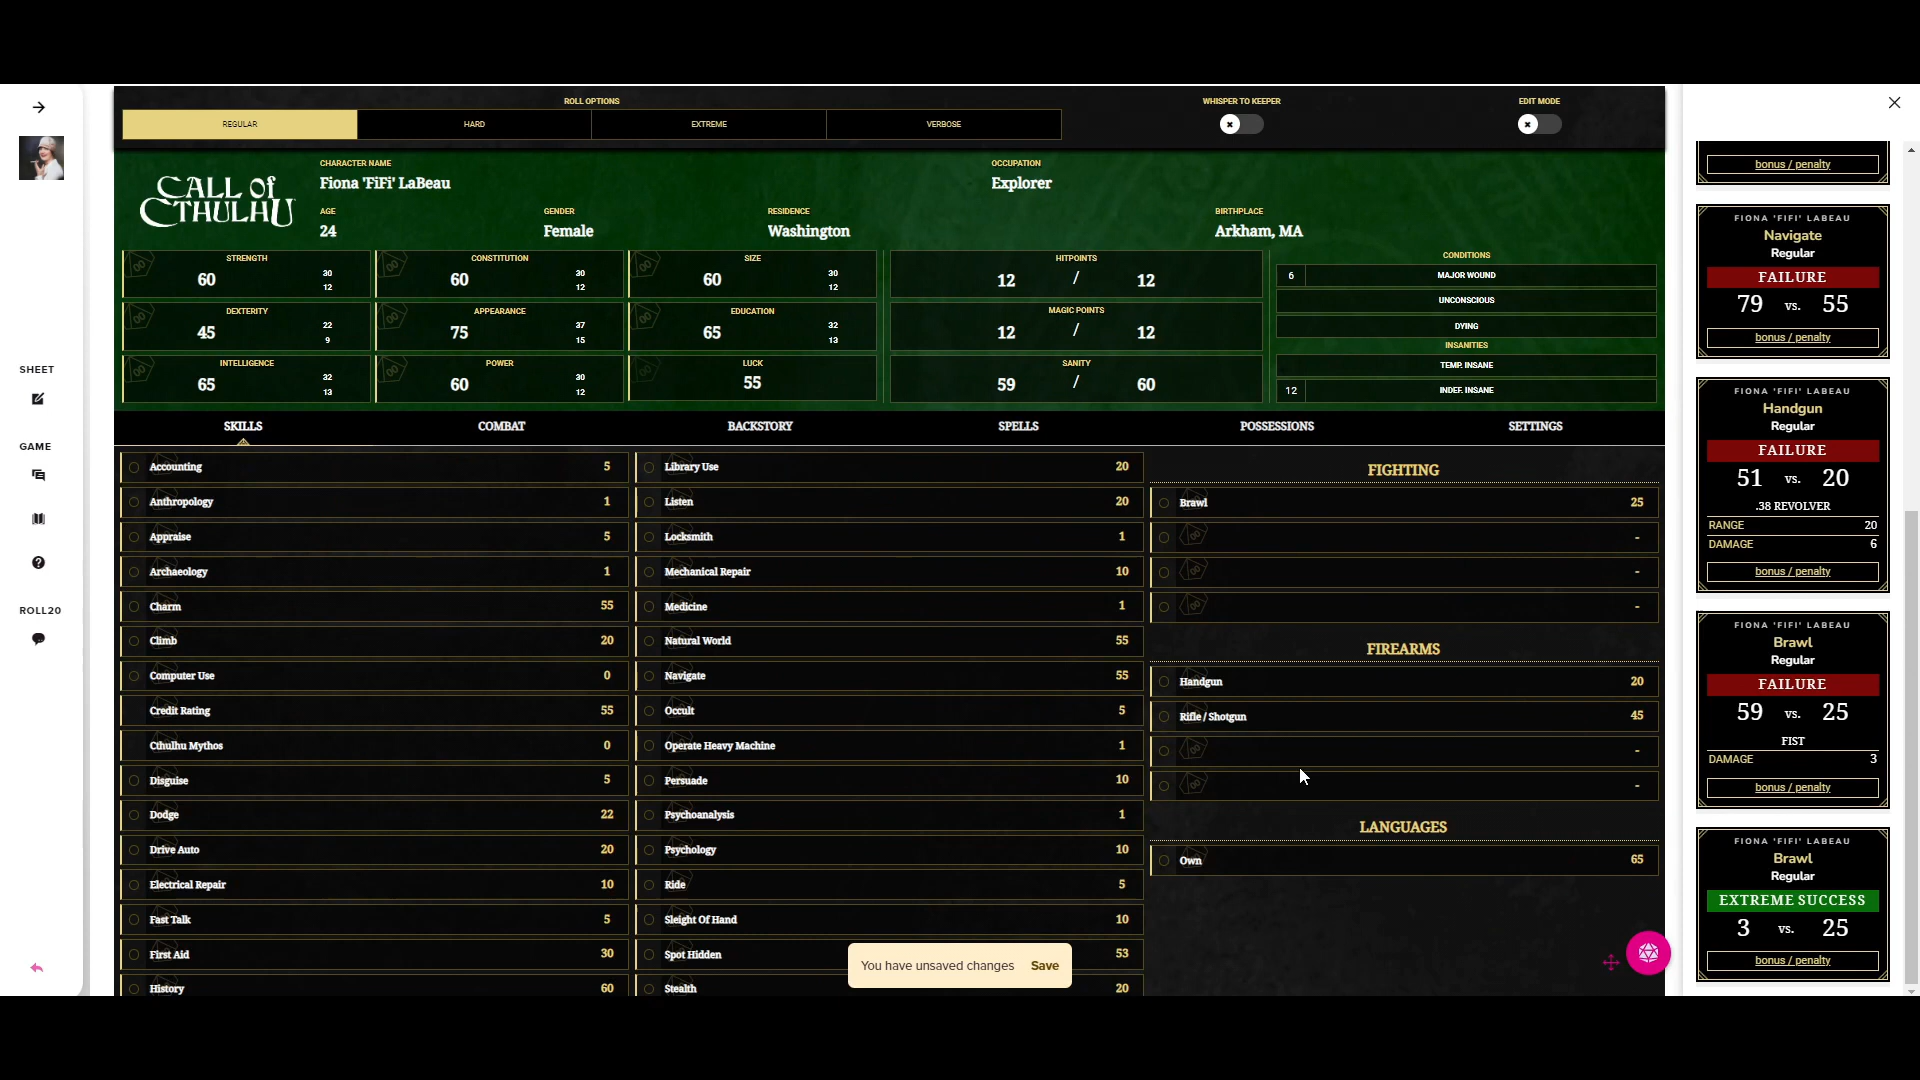 ROLL OPTIONS
WHISPER TO KEEPER
EDIT MODE
REGULAR
HARD
EXTREME
VERBOSE
CALL of CTHULHU
CHARACTER NAME
Fiona 'FiFi' LaBeau
OCCUPATION
Explorer
AGE
24
GENDER
Female
RESIDENCE
Washington
BIRTHPLACE
Arkham, MA
STRENGTH
60
30
12
CONSTITUTION
60
30
12
SIZE
60
30
12
HITPOINTS
12 / 12
DEXTERITY
45
22
9
APPEARANCE
75
37
15
EDUCATION
65
32
13
MAGIC POINTS
12 / 12
INTELLIGENCE
65
32
13
POWER
60
30
12
LUCK
55
SANITY
59 / 60
CONDITIONS
6 MAJOR WOUND
UNCONSCIOUS
DYING
INSANITIES
TEMP. INSANE
12 INDEF. INSANE
SKILLS
COMBAT
BACKSTORY
SPELLS
POSSESSIONS
SETTINGS
Accounting 5
Anthropology 1
Appraise 5
Archaeology 1
Charm 55
Climb 20
Computer Use 0
Credit Rating 55
Cthulhu Mythos 0
Disguise 5
Dodge 22
Drive Auto 20
Electrical Repair 10
Fast Talk 5
First Aid 30
History 60
Library Use 20
Listen 20
Locksmith 1
Mechanical Repair 10
Medicine 1
Natural World 55
Navigate 55
Occult 5
Operate Heavy Machine 1
Persuade 10
Psychoanalysis 1
Psychology 10
Ride 5
Sleight Of Hand 10
Spot Hidden 53
Stealth 20
FIGHTING
Brawl 25
-
-
-
FIREARMS
Handgun 20
Rifle / Shotgun 45
-
-
LANGUAGES
Own 65
You have unsaved changes Save
SHEET
GAME
ROLL20
bonus / penalty
FIONA 'FIFI' LABEAU
Navigate
Regular
FAILURE
79 vs. 55
bonus / penalty
FIONA 'FIFI' LABEAU
Handgun
Regular
FAILURE
51 vs. 20
.38 REVOLVER
RANGE 20
DAMAGE 6
bonus / penalty
FIONA 'FIFI' LABEAU
Brawl
Regular
FAILURE
59 vs. 25
FIST
DAMAGE 3
bonus / penalty
FIONA 'FIFI' LABEAU
Brawl
Regular
EXTREME SUCCESS
3 vs. 25
bonus / penalty